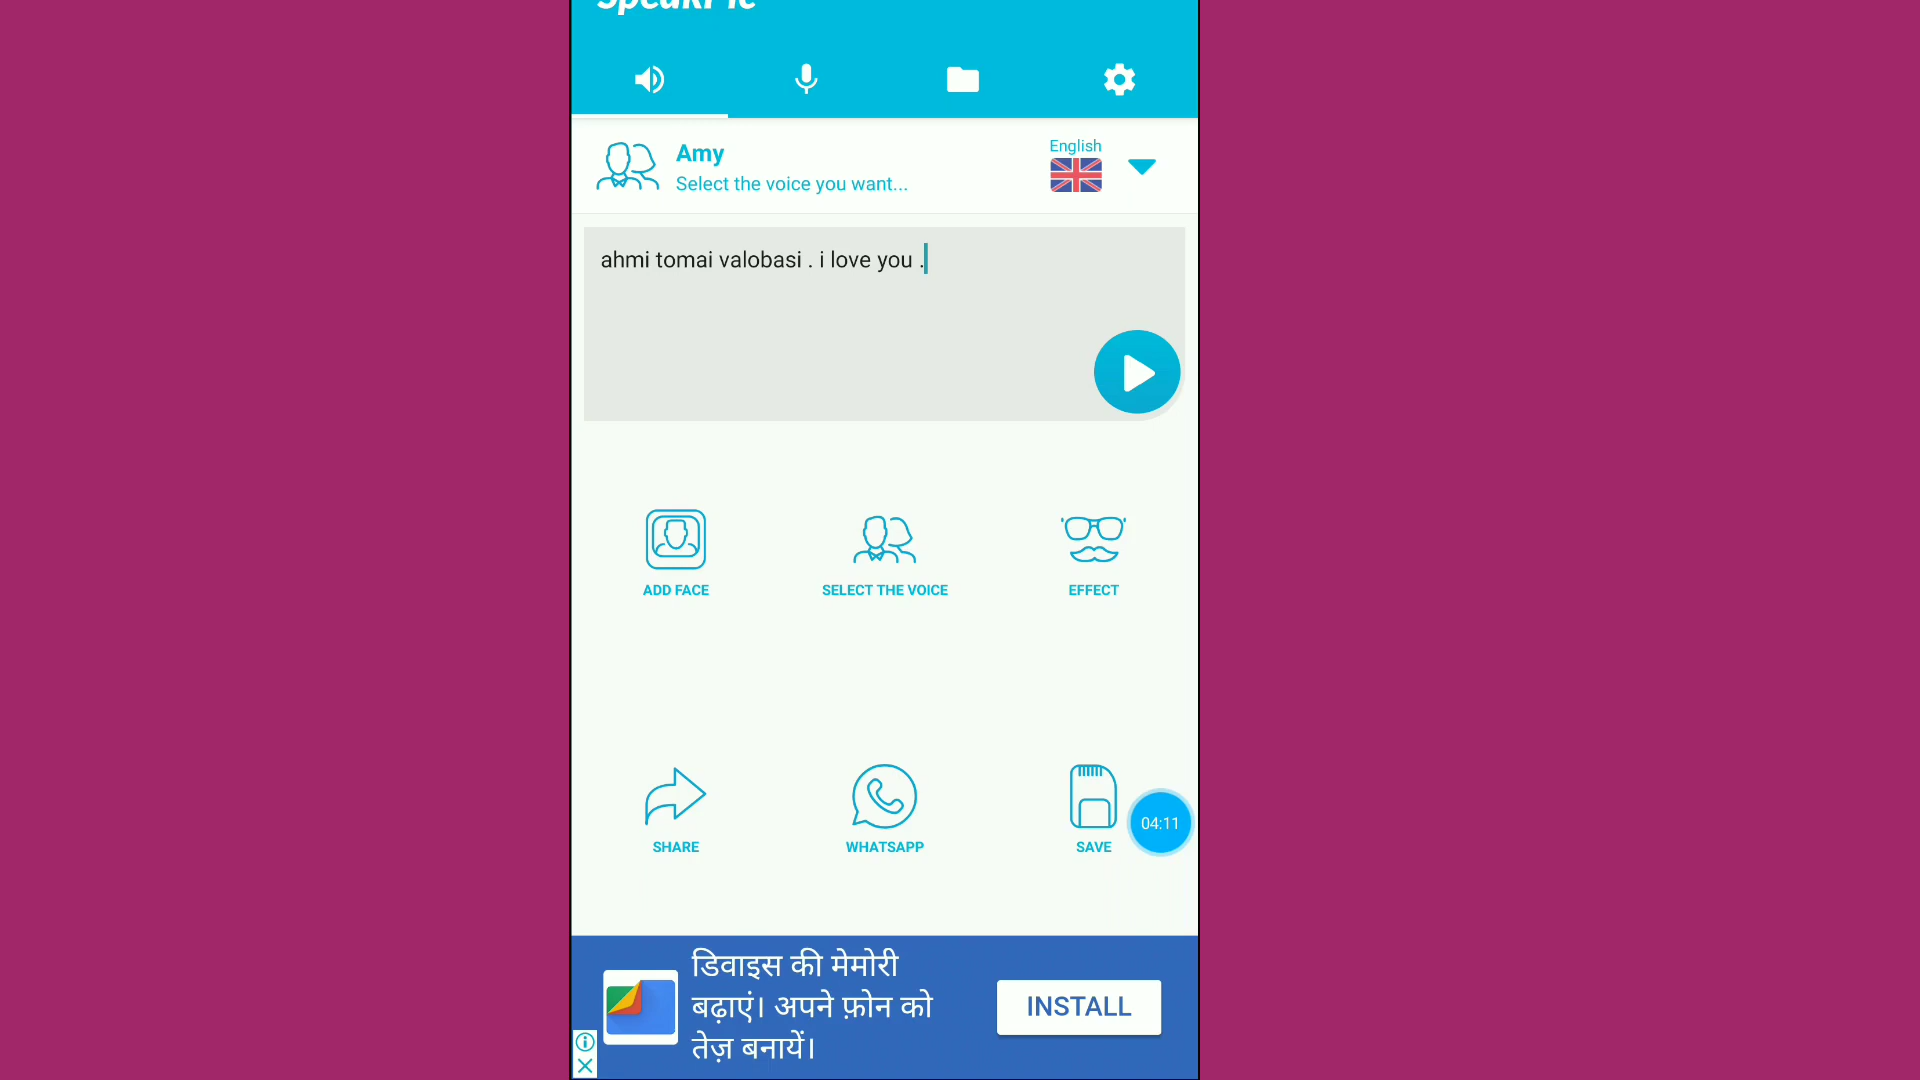 SpeakPic
Amy
Select the voice you want...
English
ahmi tomai valobasi . i love you .
ADD FACE
SELECT THE VOICE
EFFECT
SHARE
WHATSAPP
SAVE
04:11
डिवाइस की मेमोरी
बढ़ाएं। अपने फ़ोन को
तेज़ बनायें।
INSTALL